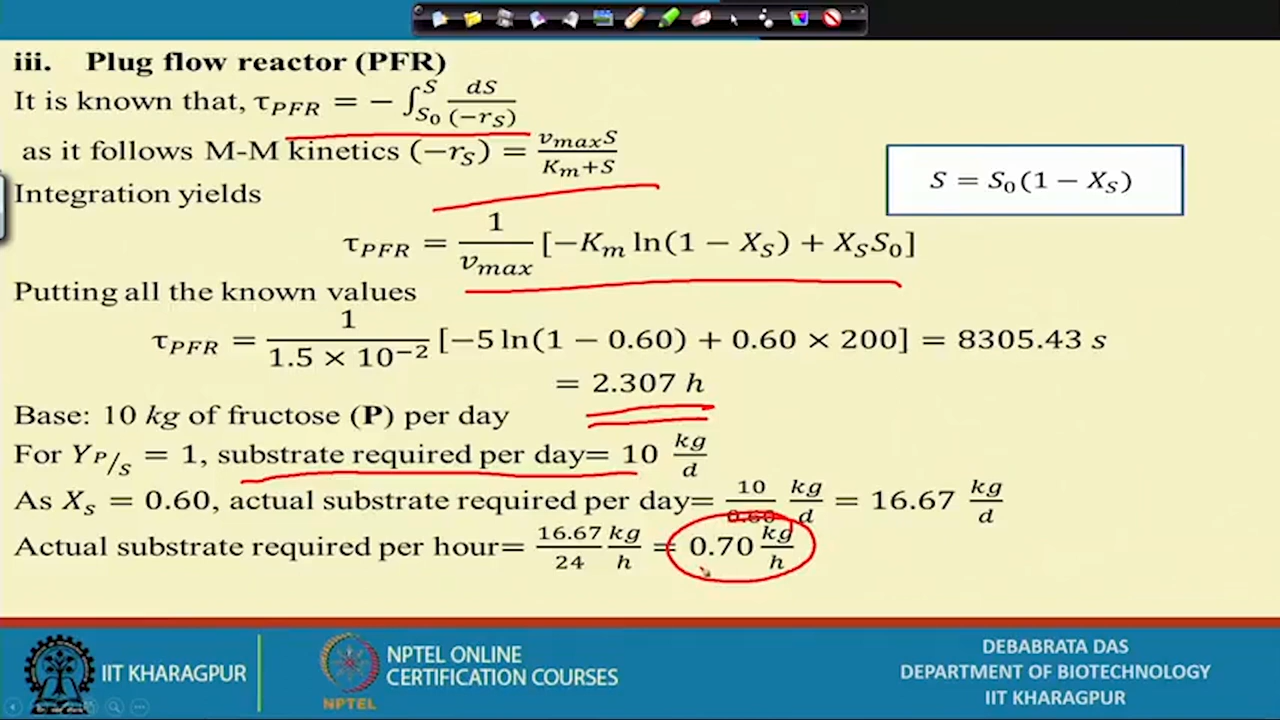 iii. Plug flow reactor (PFR)
It is known that, τ_PFR = − ∫_{S₀}^{S} dS/(−r_S)
as it follows M-M kinetics (−r_S) = v_max S/(K_m+S)
S = S₀(1 − X_S)
Integration yields
τ_PFR = 1/v_max [−K_m ln(1 − X_S) + X_S S₀]
Putting all the known values
τ_PFR = 1/(1.5 × 10⁻²) [−5 ln(1 − 0.60) + 0.60 × 200] = 8305.43 s
= 2.307 h
Base: 10 kg of fructose (P) per day
For Y_P/s = 1, substrate required per day= 10 kg/d
As X_s = 0.60, actual substrate required per day= 10/0.60 kg/d = 16.67 kg/d
Actual substrate required per hour= 16.67/24 kg/h = 0.70 kg/h
IIT KHARAGPUR
NPTEL
NPTEL ONLINE
CERTIFICATION COURSES
DEBABRATA DAS
DEPARTMENT OF BIOTECHNOLOGY
IIT KHARAGPUR